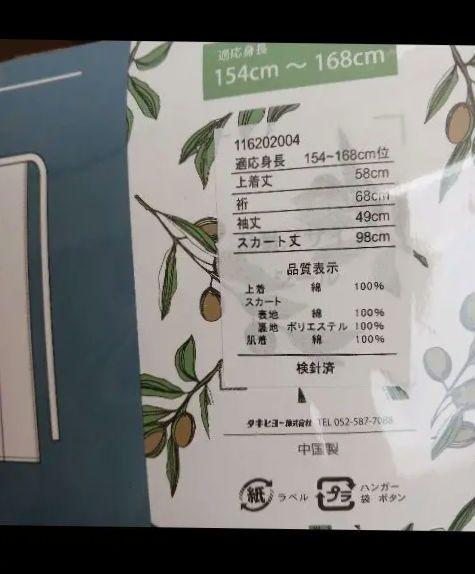 適応身長
154cm ～ 168cm
116202004
適応身長 154~168cm位
上着丈 58cm
裄 68cm
袖丈 49cm
スカート丈 98cm
品質表示
上着 綿 100%
スカート
表地 綿 100%
裏地 ポリエステル 100%
肌着 綿 100%
検針済
タキヒヨー株式会社 TEL 052-587-7088
中国製
紙 ラベル プラ ハンガー
袋 ボタン